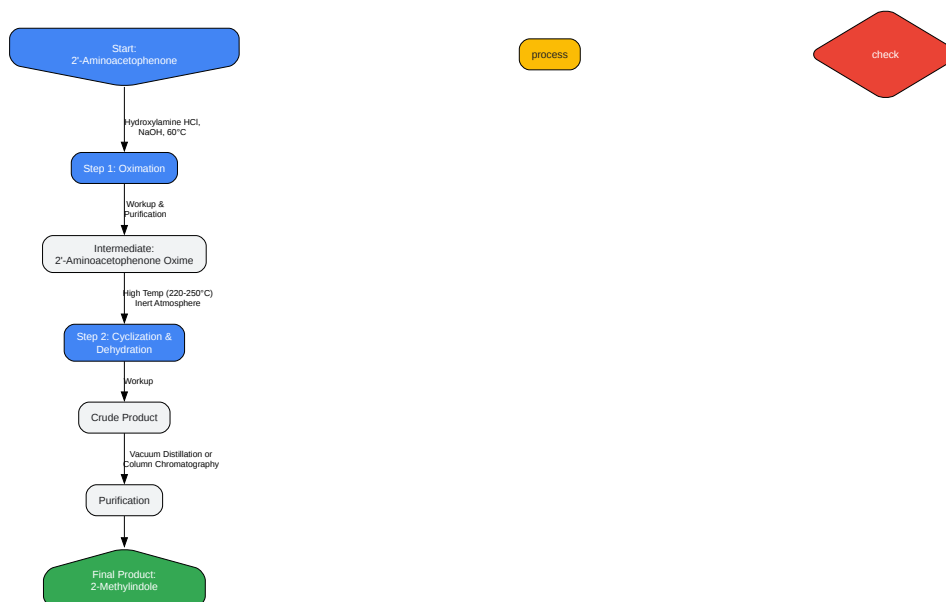 Start:
2'-Aminoacetophenone
process
check
Hydroxylamine HCl,
NaOH, 60°C
Step 1: Oximation
Workup &
Purification
Intermediate:
2'-Aminoacetophenone Oxime
High Temp (220-250°C)
Inert Atmosphere
Step 2: Cyclization &
Dehydration
Workup
Crude Product
Vacuum Distillation or
Column Chromatography
Purification
Final Product:
2-Methylindole